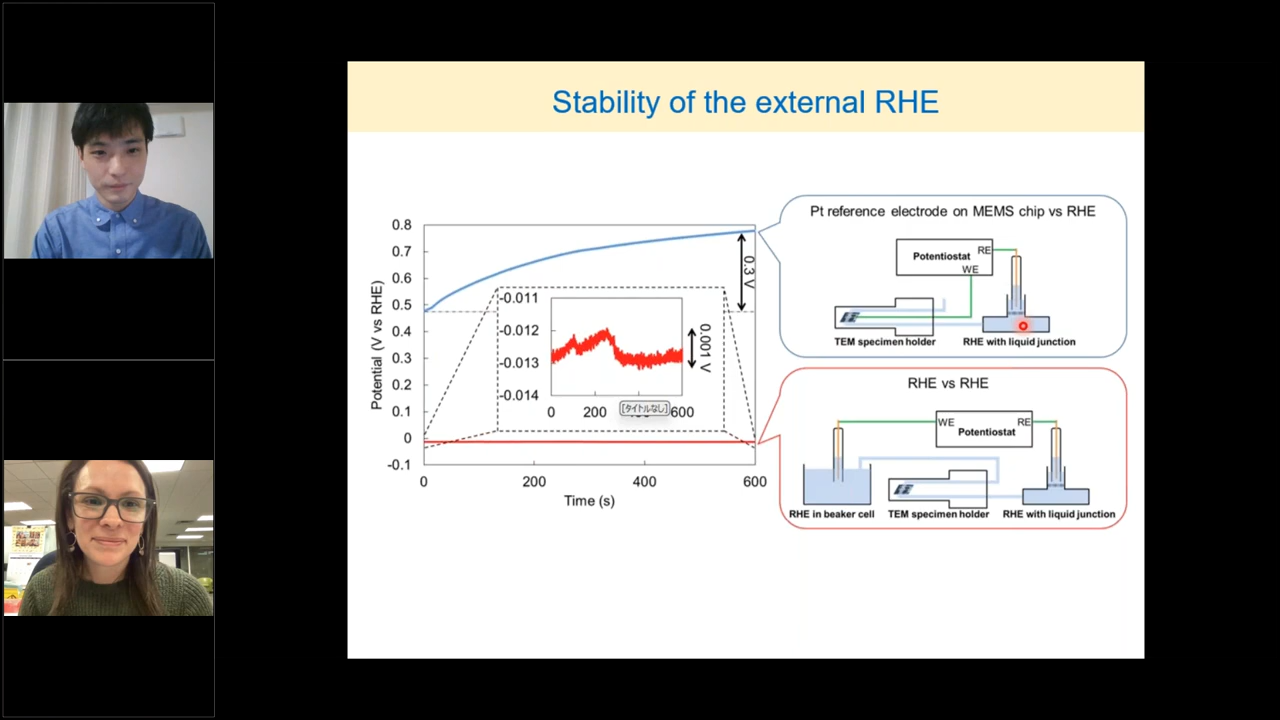 Stability of the external RHE
Pt reference electrode on MEMS chip vs RHE
Potentiostat
RE
WE
TEM specimen holder
RHE with liquid junction
RHE vs RHE
WE
RE
Potentiostat
RHE in beaker cell
TEM specimen holder
RHE with liquid junction
Potential (V vs RHE)
0.8
0.7
0.6
0.5
0.4
0.3
0.2
0.1
0
-0.1
0
200
400
600
Time (s)
0.3 V
-0.011
-0.012
-0.013
-0.014
0
200
600
0.001 V
[タイトルなし]